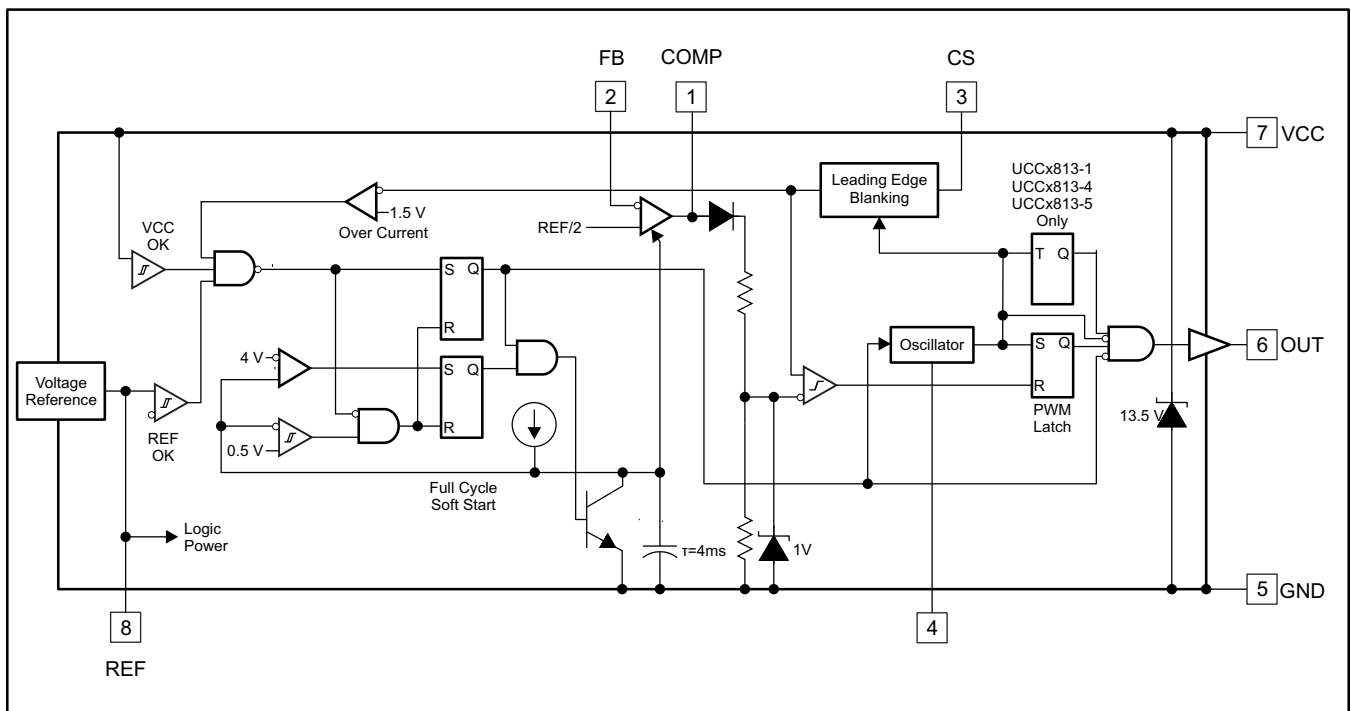 FB
COMP
CS
2
1
3
7
VCC
UCCx813-1
UCCx813-4
UCCx813-5
Only
Leading Edge
Blanking
1.5 V
Over Current
REF/2
VCC
OK
T Q
S Q
R
Oscillator
S Q
R
PWM
Latch
6
OUT
4 V
S Q
R
0.5 V
Voltage
Reference
REF
OK
13.5 V
Full Cycle
Soft Start
Logic
Power
τ=4ms
1V
5
GND
8
REF
4